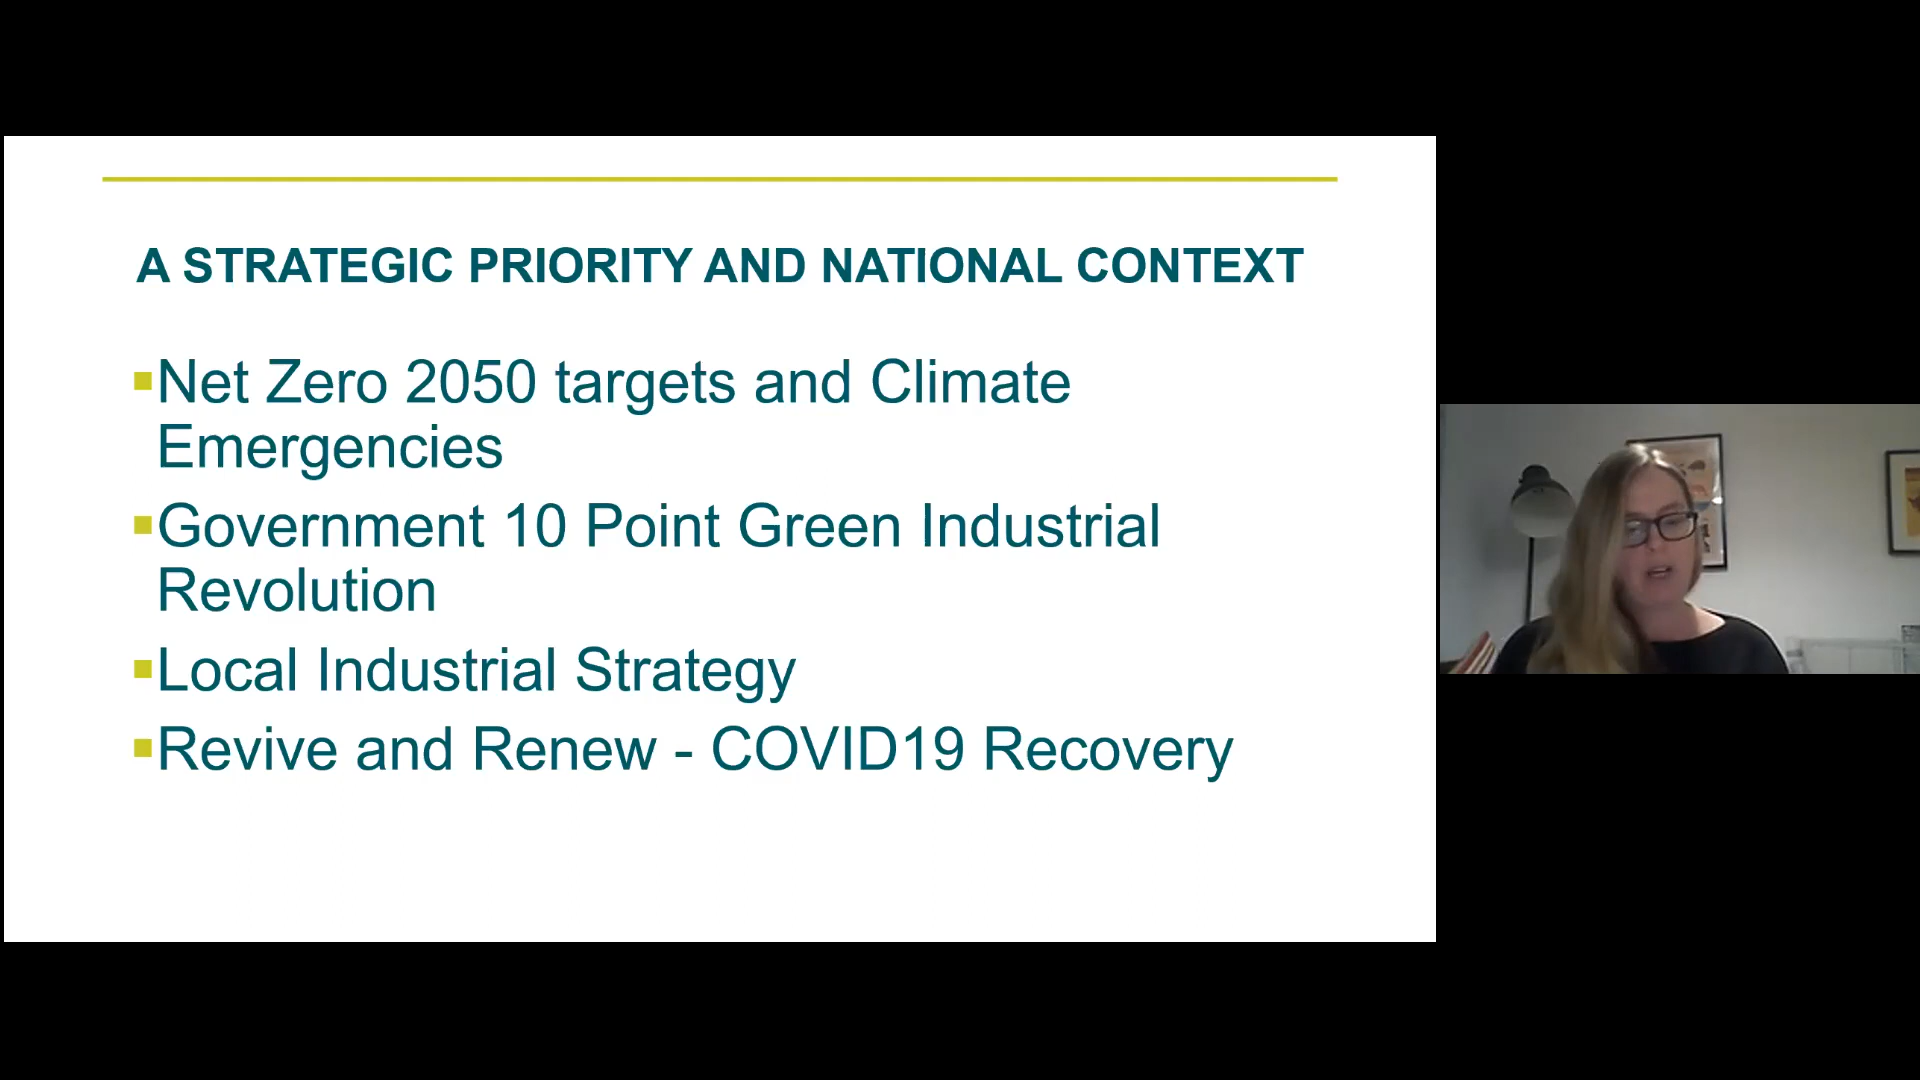 A STRATEGIC PRIORITY AND NATIONAL CONTEXT
▪Net Zero 2050 targets and Climate
Emergencies
▪Government 10 Point Green Industrial
Revolution
▪Local Industrial Strategy
▪Revive and Renew - COVID19 Recovery